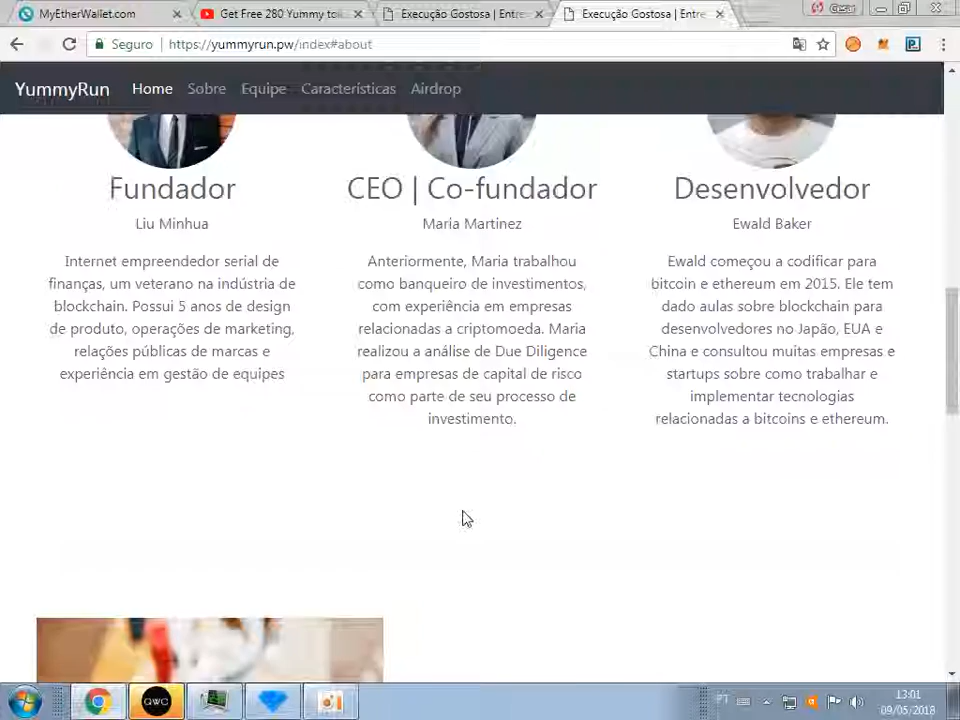 MyEtherWallet.com
Get Free 280 Yummy to
Execução Gostosa | Entre
Execução Gostosa | Entre
Cesar
Seguro
https://yummyrun.pw/index#about
YummyRun Home Sobre Equipe Características Airdrop
Fundador
Liu Minhua
Internet empreendedor serial de
finanças, um veterano na indústria de
blockchain. Possui 5 anos de design
de produto, operações de marketing,
relações públicas de marcas e
experiência em gestão de equipes
CEO | Co-fundador
Maria Martinez
Anteriormente, Maria trabalhou
como banqueiro de investimentos,
com experiência em empresas
relacionadas a criptomoeda. Maria
realizou a análise de Due Diligence
para empresas de capital de risco
como parte de seu processo de
investimento.
Desenvolvedor
Ewald Baker
Ewald começou a codificar para
bitcoin e ethereum em 2015. Ele tem
dado aulas sobre blockchain para
desenvolvedores no Japão, EUA e
China e consultou muitas empresas e
startups sobre como trabalhar e
implementar tecnologias
relacionadas a bitcoins e ethereum.
QWC
PT
13:01
09/05/2018